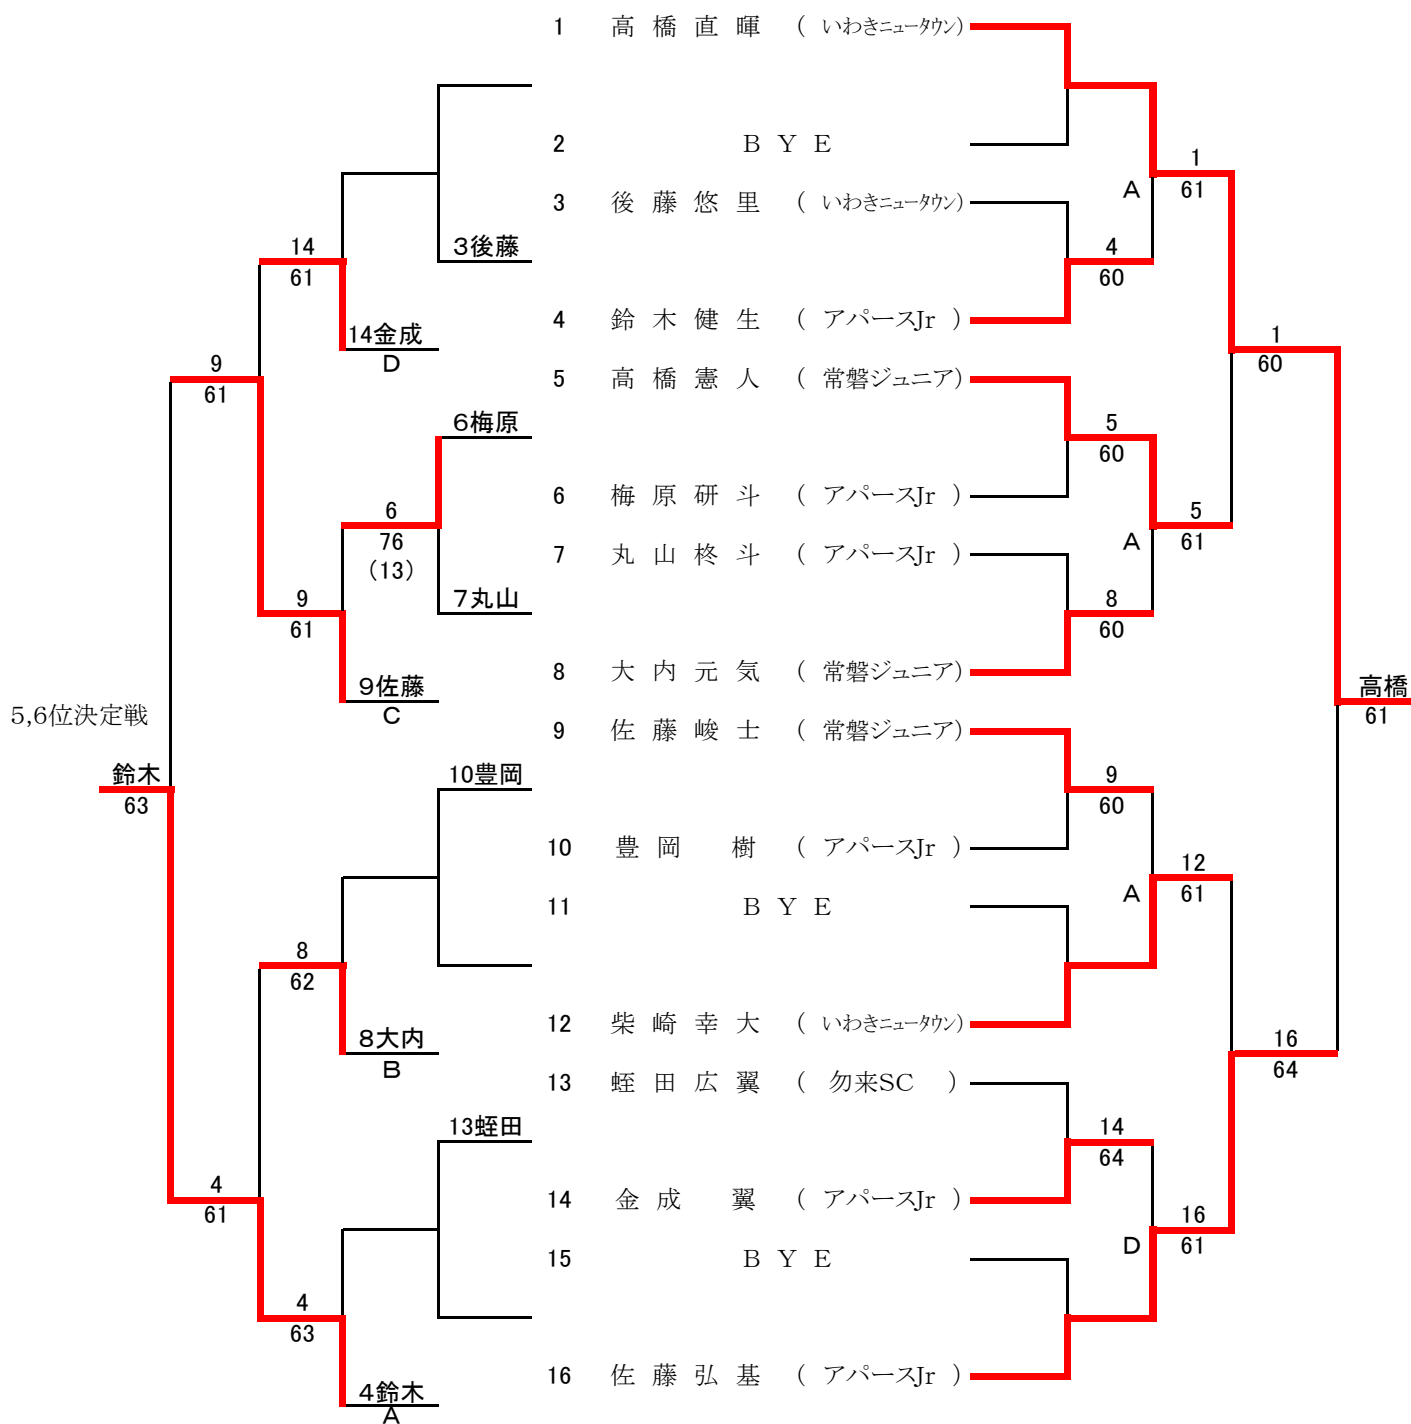 1 高橋直暉 ( いわきニュータウン)
2 BYE
1
61
A
3 後藤悠里 ( いわきニュータウン)
3後藤
14
61
4
60
4 鈴木健生 ( アパースJr )
14金成
D
1
60
9
61
5 高橋憲人 ( 常磐ジュニア)
6梅原
5
60
6 梅原研斗 ( アパースJr )
6
76
(13)
5
61
A
7 丸山柊斗 ( アパースJr )
7丸山
9
61
8
60
8 大内元気 ( 常磐ジュニア)
9佐藤
C
高橋
61
5,6位決定戦
9 佐藤峻士 ( 常磐ジュニア)
鈴木
63
10豊岡
9
60
10 豊岡 樹 ( アパースJr )
12
61
A
11 BYE
8
62
12 柴崎幸大 ( いわきニュータウン)
8大内
B
16
64
13 蛭田広翼 ( 勿来SC )
13蛭田
14
64
4
61
14 金成 翼 ( アパースJr )
16
61
D
15 BYE
4
63
16 佐藤弘基 ( アパースJr )
4鈴木
A